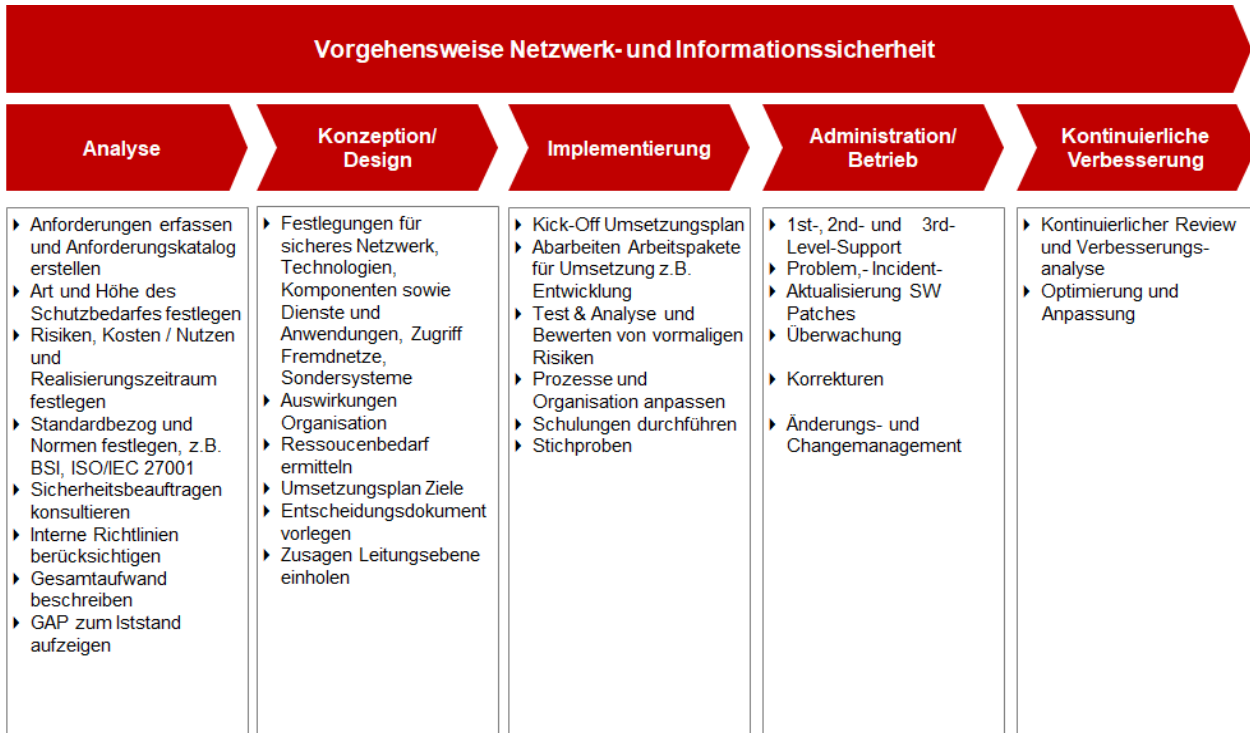 Vorgehensweise Netzwerk- und Informationssicherheit
Analyse
Konzeption/
Design
Implementierung
Administration/
Betrieb
Kontinuierliche
Verbesserung
Anforderungen erfassen
und Anforderungskatalog
erstellen
Art und Höhe des
Schutzbedarfes festlegen
Risiken, Kosten / Nutzen
und
Realisierungszeitraum
festlegen
Standardbezog und
Normen festlegen, z.B.
BSI, ISO/IEC 27001
Sicherheitsbeauftragen
konsultieren
Interne Richtlinien
berücksichtigen
Gesamtaufwand
beschreiben
GAP zum Iststand
aufzeigen
Festlegungen für
sicheres Netzwerk,
Technologien,
Komponenten sowie
Dienste und
Anwendungen, Zugriff
Fremdnetze,
Sondersysteme
Auswirkungen
Organisation
Ressoucenbedarf
ermitteln
Umsetzungsplan Ziele
Entscheidungsdokument
vorlegen
Zusagen Leitungsebene
einholen
Kick-Off Umsetzungsplan
Abarbeiten Arbeitspakete
für Umsetzung z.B.
Entwicklung
Test & Analyse und
Bewerten von vormaligen
Risiken
Prozesse und
Organisation anpassen
Schulungen durchführen
Stichproben
1st-, 2nd- und 3rd-
Level-Support
Problem,- Incident-
Aktualisierung SW
Patches
Überwachung
Korrekturen
Änderungs- und
Changemanagement
Kontinuierlicher Review
und Verbesserungs-
analyse
Optimierung und
Anpassung